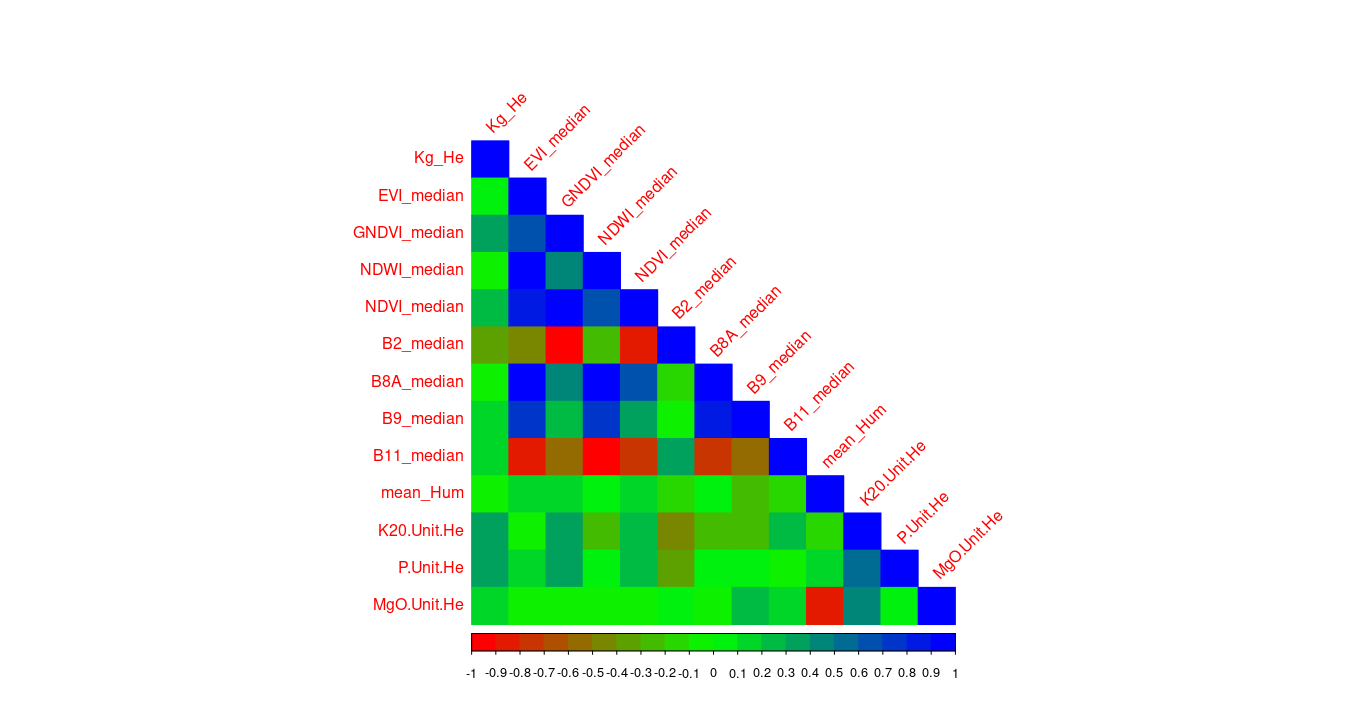 Kg_He
EVI_median
GNDVI_median
NDWI_median
NDVI_median
B2_median
B8A_median
B9_median
B11_median
mean_Hum
K20.Unit.He
P.Unit.He
MgO.Unit.He
Kg_He
EVI_median
GNDVI_median
NDWI_median
NDVI_median
B2_median
B8A_median
B9_median
B11_median
mean_Hum
K20.Unit.He
P.Unit.He
MgO.Unit.He
-1 -0.9 -0.8 -0.7 -0.6 -0.5 -0.4 -0.3 -0.2 -0.1 0 0.1 0.2 0.3 0.4 0.5 0.6 0.7 0.8 0.9 1